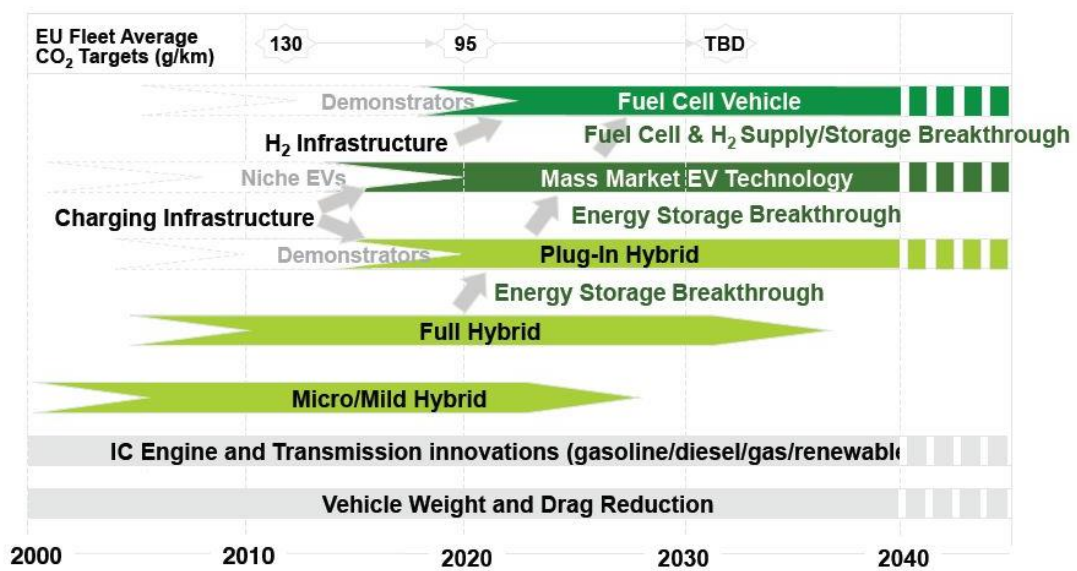 EU Fleet Average
CO₂ Targets (g/km)
130
95
TBD
Demonstrators
Fuel Cell Vehicle
H₂ Infrastructure
Fuel Cell & H₂ Supply/Storage Breakthrough
Niche EVs
Mass Market EV Technology
Charging Infrastructure
Energy Storage Breakthrough
Demonstrators
Plug-In Hybrid
Energy Storage Breakthrough
Full Hybrid
Micro/Mild Hybrid
IC Engine and Transmission innovations (gasoline/diesel/gas/renewable
Vehicle Weight and Drag Reduction
2000
2010
2020
2030
2040